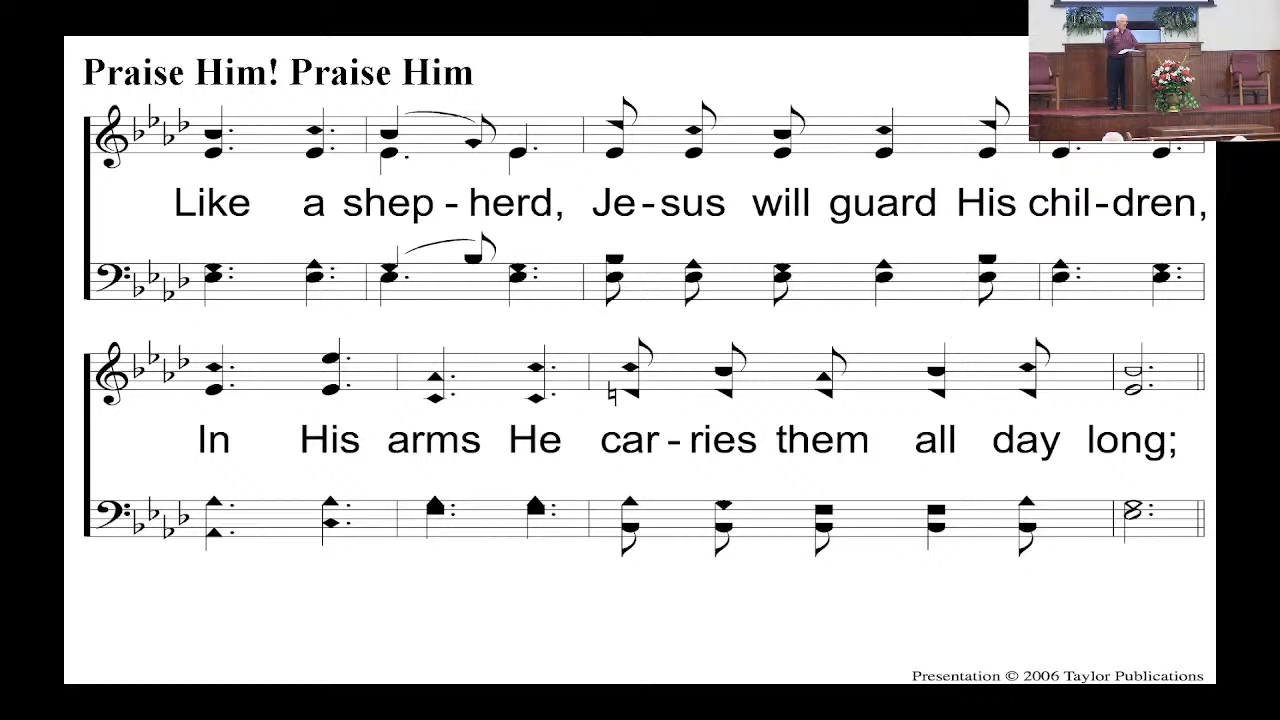 Praise Him! Praise Him
Like a shep - herd, Je - sus will guard His chil - dren,
In His arms He car - ries them all day long;
Presentation © 2006 Taylor Publications